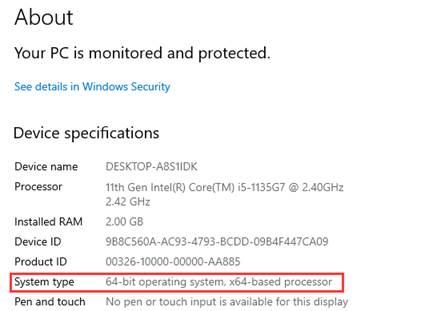 About
Your PC is monitored and protected.
See details in Windows Security
Device specifications
Device name DESKTOP-A8S1IDK
Processor 11th Gen Intel(R) Core(TM) i5-1135G7 @ 2.40GHz
2.42 GHz
Installed RAM 2.00 GB
Device ID 9B8C560A-AC93-4793-BCDD-09B4F447CA09
Product ID 00326-10000-00000-AA885
System type 64-bit operating system, x64-based processor
Pen and touch No pen or touch input is available for this display